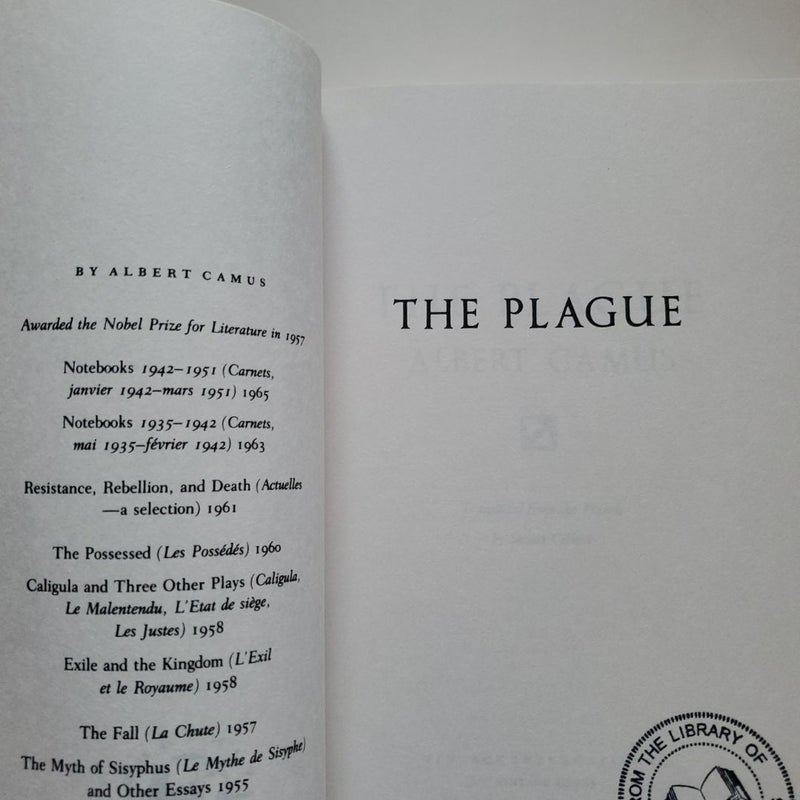 BY ALBERT CAMUS
Awarded the Nobel Prize for Literature in 1957
Notebooks 1942–1951 (Carnets,
janvier 1942–mars 1951) 1965
Notebooks 1935–1942 (Carnets,
mai 1935–février 1942) 1963
Resistance, Rebellion, and Death (Actuelles
—a selection) 1961
The Possessed (Les Possédés) 1960
Caligula and Three Other Plays (Caligula,
Le Malentendu, L'Etat de siège,
Les Justes) 1958
Exile and the Kingdom (L'Exil
et le Royaume) 1958
The Fall (La Chute) 1957
The Myth of Sisyphus (Le Mythe de Sisyphe)
and Other Essays 1955
THE PLAGUE
THE PLAGUE
ALBERT CAMUS
FROM THE LIBRARY OF